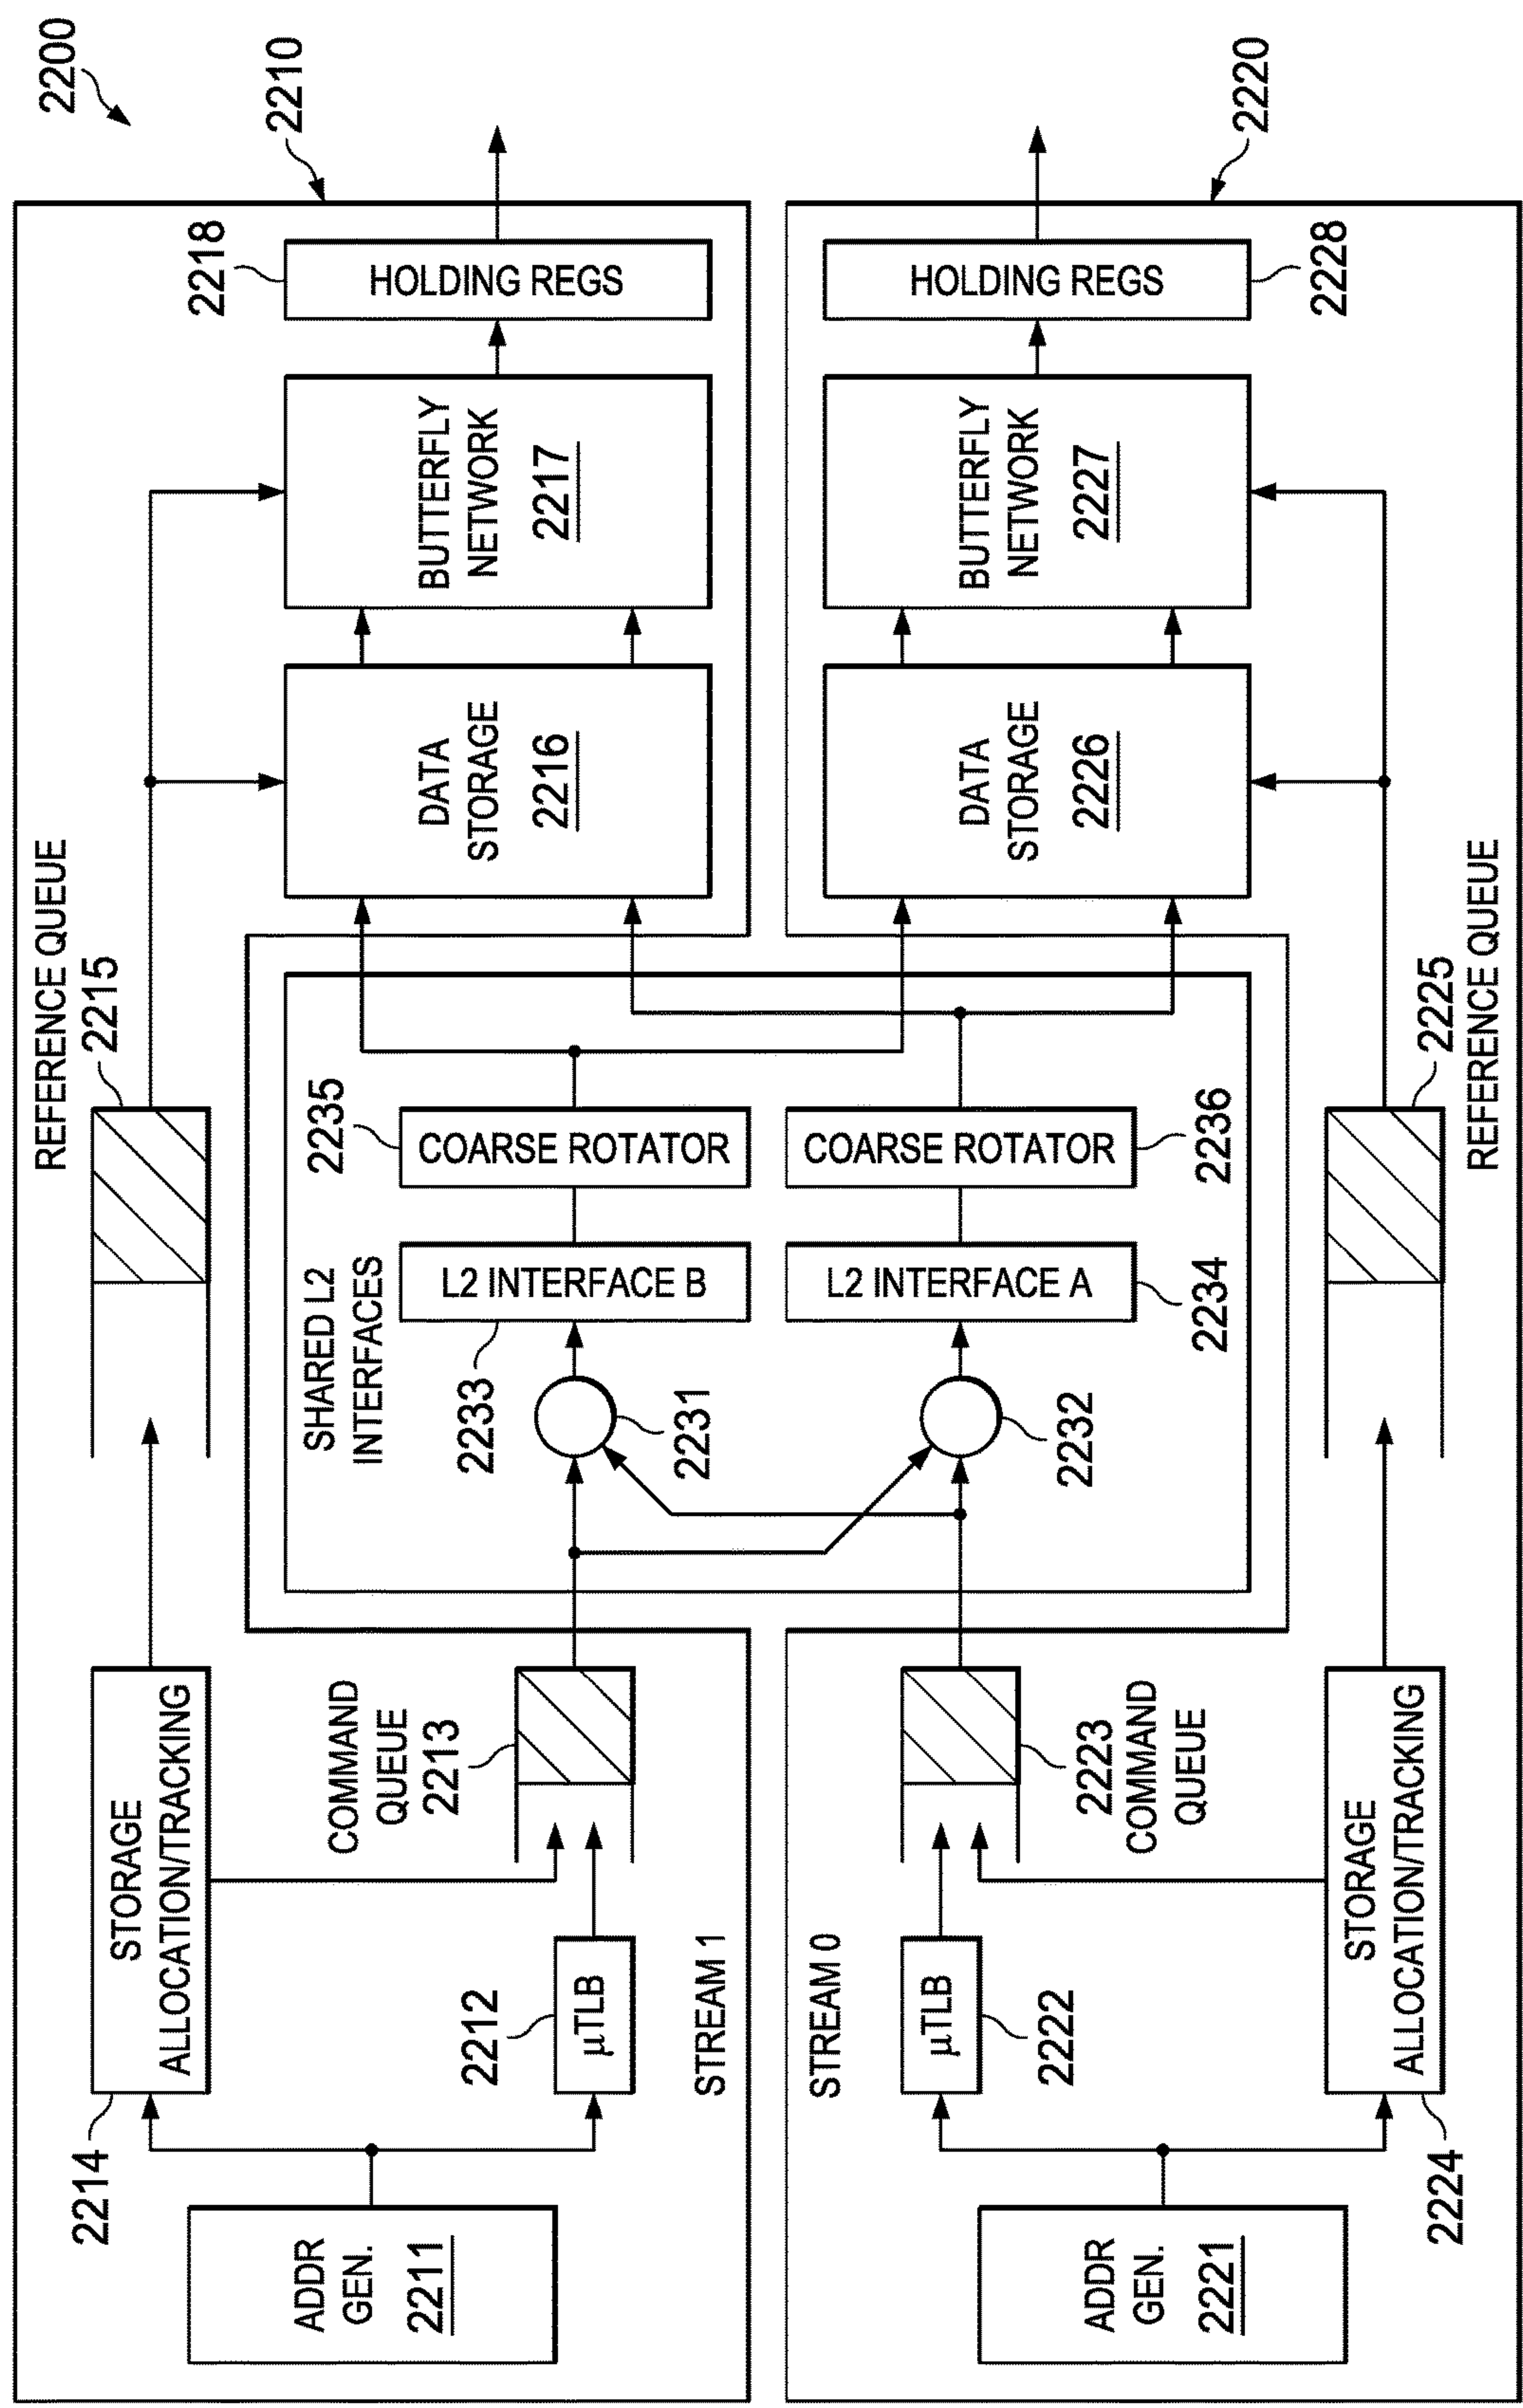 2200
2210
ADDR
GEN.
2211
2214
STORAGE
ALLOCATION/TRACKING
2212
µTLB
STREAM 1
COMMAND
QUEUE
2213
REFERENCE QUEUE
2215
DATA
STORAGE
2216
BUTTERFLY
NETWORK
2217
2218
HOLDING REGS
SHARED L2
INTERFACES
2233
L2 INTERFACE B
2235
COARSE ROTATOR
2231
L2 INTERFACE A
2234
COARSE ROTATOR
2236
2232
STREAM 0
ADDR
GEN.
2221
µTLB
2222
2223
COMMAND
QUEUE
STORAGE
ALLOCATION/TRACKING
2224
2225
REFERENCE QUEUE
DATA
STORAGE
2226
BUTTERFLY
NETWORK
2227
HOLDING REGS
2228
2220